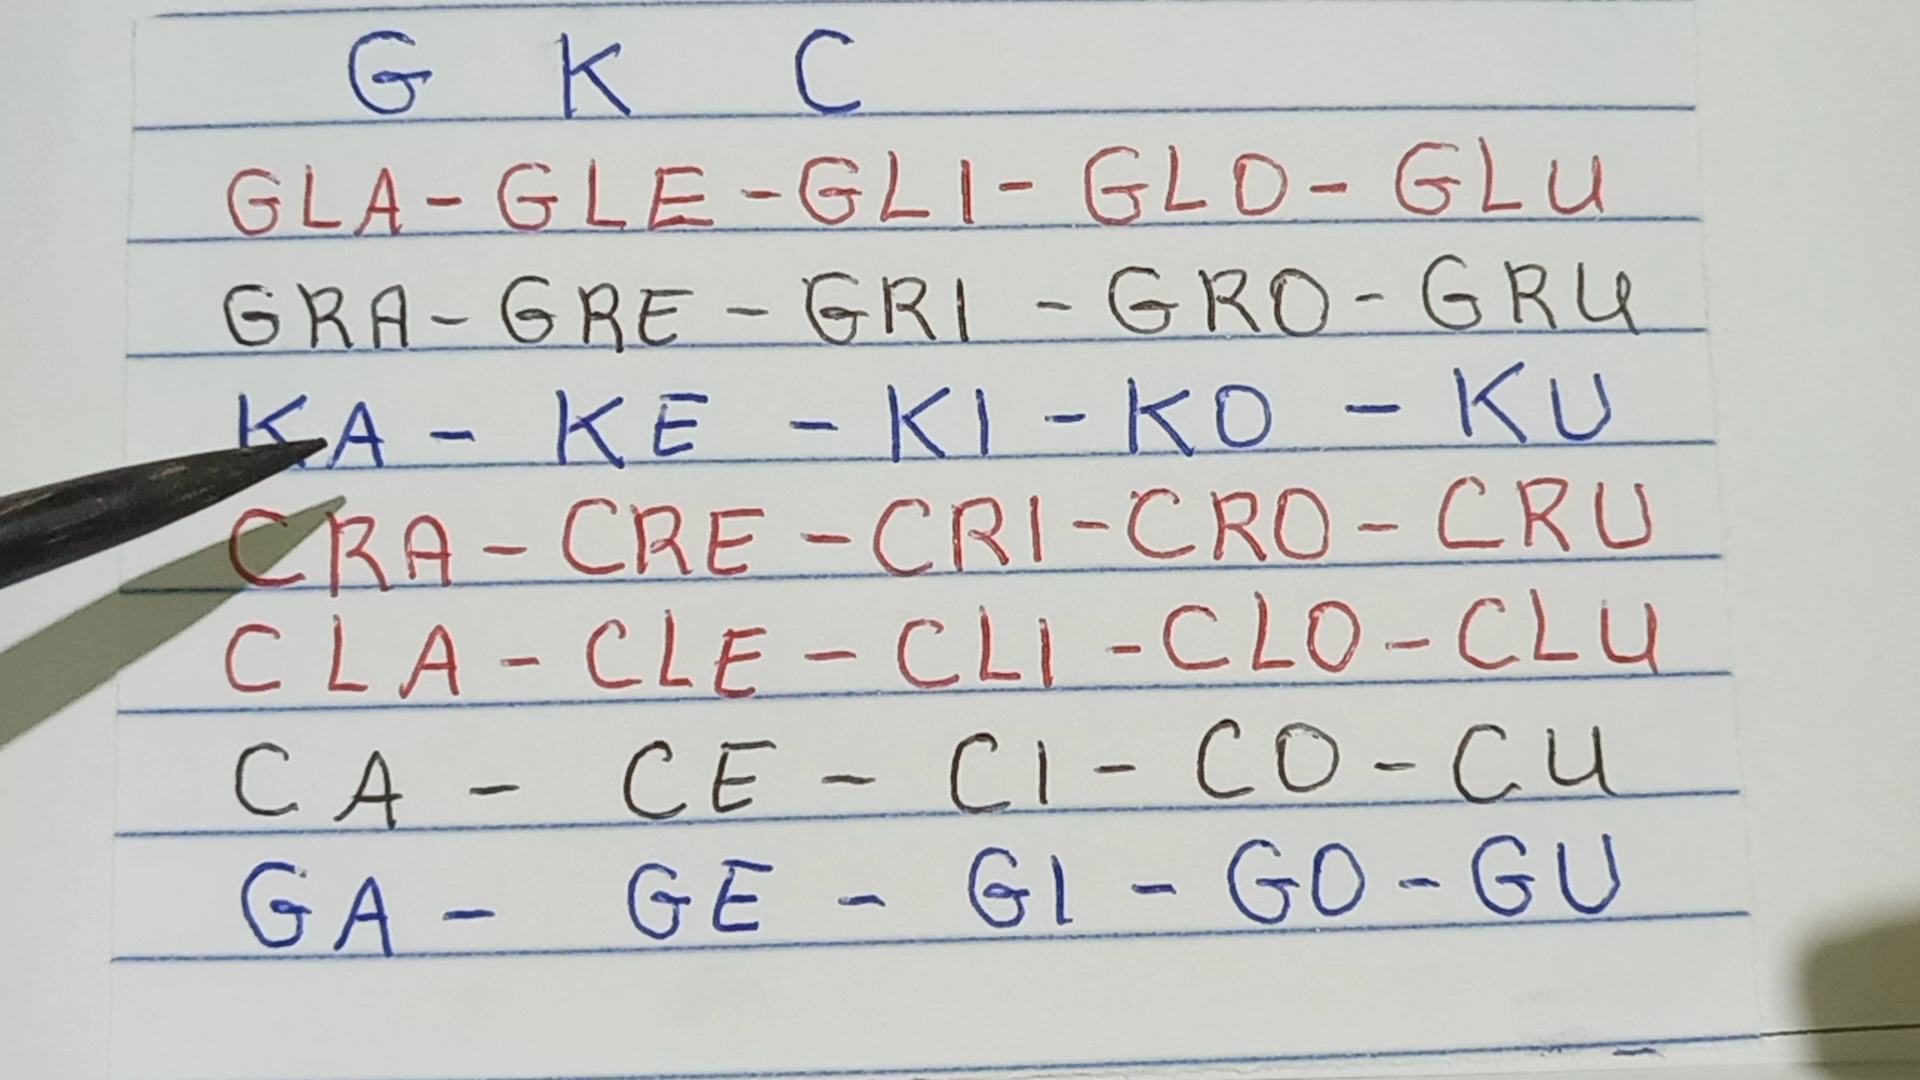 G K C
GLA - GLE - GLI - GLO - GLU
GRA - GRE - GRI - GRO - GRU
KA - KE - KI - KO - KU
CRA - CRE - CRI - CRO - CRU
CLA - CLE - CLI - CLO - CLU
CA - CE - CI - CO - CU
GA - GE - GI - GO - GU